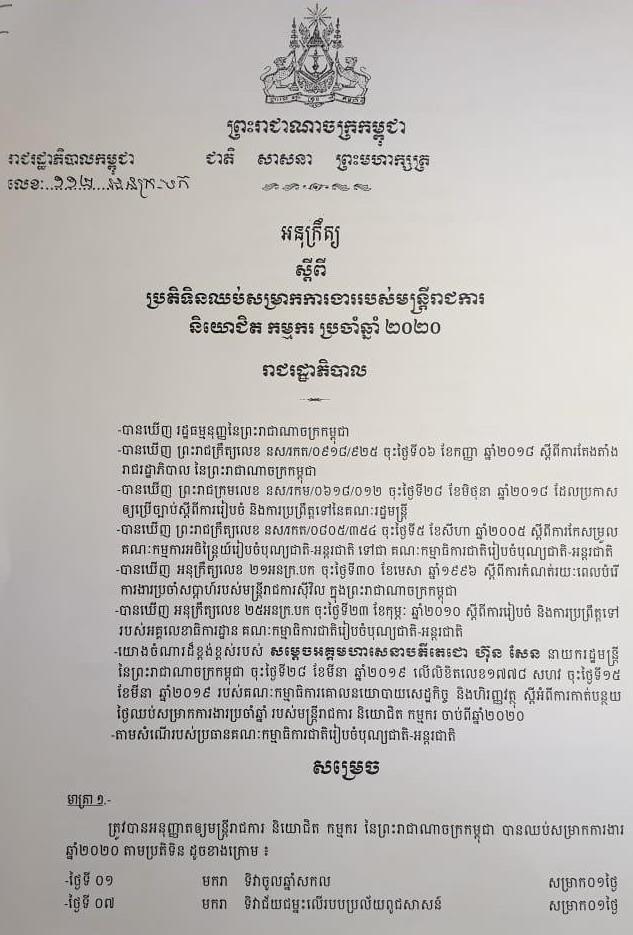 ព្រះរាជាណាចក្រកម្ពុជា
រាជរដ្ឋាភិបាលកម្ពុជា
ជាតិ សាសនា ព្រះមហាក្សត្រ
លេខ:..១១២...អនក្រ.បក
អនុក្រឹត្យ
ស្តីពី
ប្រតិទិនឈប់សម្រាកការងាររបស់មន្ត្រីរាជការ
និយោជិត កម្មករ ប្រចាំឆ្នាំ ២០២០
រាជរដ្ឋាភិបាល
-បានឃើញ រដ្ឋធម្មនុញ្ញនៃព្រះរាជាណាចក្រកម្ពុជា
-បានឃើញ ព្រះរាជក្រឹត្យលេខ នស/រកត/០៩១៨/៩២៥ ចុះថ្ងៃទី០៦ ខែកញ្ញា ឆ្នាំ២០១៨ ស្តីពីការតែងតាំង
រាជរដ្ឋាភិបាល នៃព្រះរាជាណាចក្រកម្ពុជា
-បានឃើញ ព្រះរាជក្រមលេខ នស/រកម/០៦១៨/០១២ ចុះថ្ងៃទី២៨ ខែមិថុនា ឆ្នាំ២០១៨ ដែលប្រកាស
ឲ្យប្រើច្បាប់ស្តីពីការរៀបចំ និងការប្រព្រឹត្តទៅនៃគណៈរដ្ឋមន្ត្រី
-បានឃើញ ព្រះរាជក្រឹត្យលេខ នស/រកត/០៨០៥/៣៥៤ ចុះថ្ងៃទី៥ ខែសីហា ឆ្នាំ២០០៥ ស្តីពីការកែសម្រួល
គណៈកម្មការអចិន្ត្រៃយ៍រៀបចំបុណ្យជាតិ-អន្តរជាតិ ទៅជា គណៈកម្មាធិការជាតិរៀបចំបុណ្យជាតិ-អន្តរជាតិ
-បានឃើញ អនុក្រឹត្យលេខ ២១អនក្រ.បក ចុះថ្ងៃទី៣០ ខែមេសា ឆ្នាំ១៩៩៦ ស្តីពីការកំណត់រយៈពេលបំរើ
ការងារប្រចាំសប្តាហ៍របស់មន្ត្រីរាជការស៊ីវិល ក្នុងព្រះរាជាណាចក្រកម្ពុជា
-បានឃើញ អនុក្រឹត្យលេខ ២៥អនក្រ.បក ចុះថ្ងៃទី២៣ ខែកុម្ភៈ ឆ្នាំ២០១០ ស្តីពីការរៀបចំ និងការប្រព្រឹត្តទៅ
របស់អគ្គលេខាធិការដ្ឋាន គណៈកម្មាធិការជាតិរៀបចំបុណ្យជាតិ-អន្តរជាតិ
-យោងចំណារដ៏ខ្ពង់ខ្ពស់របស់ សម្តេចអគ្គមហាសេនាបតីតេជោ ហ៊ុន សែន នាយករដ្ឋមន្ត្រី
នៃព្រះរាជាណាចក្រកម្ពុជា ចុះថ្ងៃទី២៨ ខែមីនា ឆ្នាំ២០១៩ លើលិខិតលេខ១៧៧៨ សហវ ចុះថ្ងៃទី១៥
ខែមីនា ឆ្នាំ២០១៩ របស់គណៈកម្មាធិការគោលនយោបាយសេដ្ឋកិច្ច និងហិរញ្ញវត្ថុ ស្តីអំពីការកាត់បន្ថយ
ថ្ងៃឈប់សម្រាកការងារប្រចាំឆ្នាំ របស់មន្ត្រីរាជការ និយោជិត កម្មករ ចាប់ពីឆ្នាំ២០២០
-តាមសំណើរបស់ប្រធានគណៈកម្មាធិការជាតិរៀបចំបុណ្យជាតិ-អន្តរជាតិ
សម្រេច
មាត្រា ១.-
ត្រូវបានអនុញ្ញាតឲ្យមន្ត្រីរាជការ និយោជិត កម្មករ នៃព្រះរាជាណាចក្រកម្ពុជា បានឈប់សម្រាកការងារ
ឆ្នាំ២០២០ តាមប្រតិទិន ដូចខាងក្រោម ៖
-ថ្ងៃទី ០១ មករា ទិវាចូលឆ្នាំសកល សម្រាក០១ថ្ងៃ
-ថ្ងៃទី ០៧ មករា ទិវាជ័យជម្នះលើរបបប្រល័យពូជសាសន៍ សម្រាក០១ថ្ងៃ